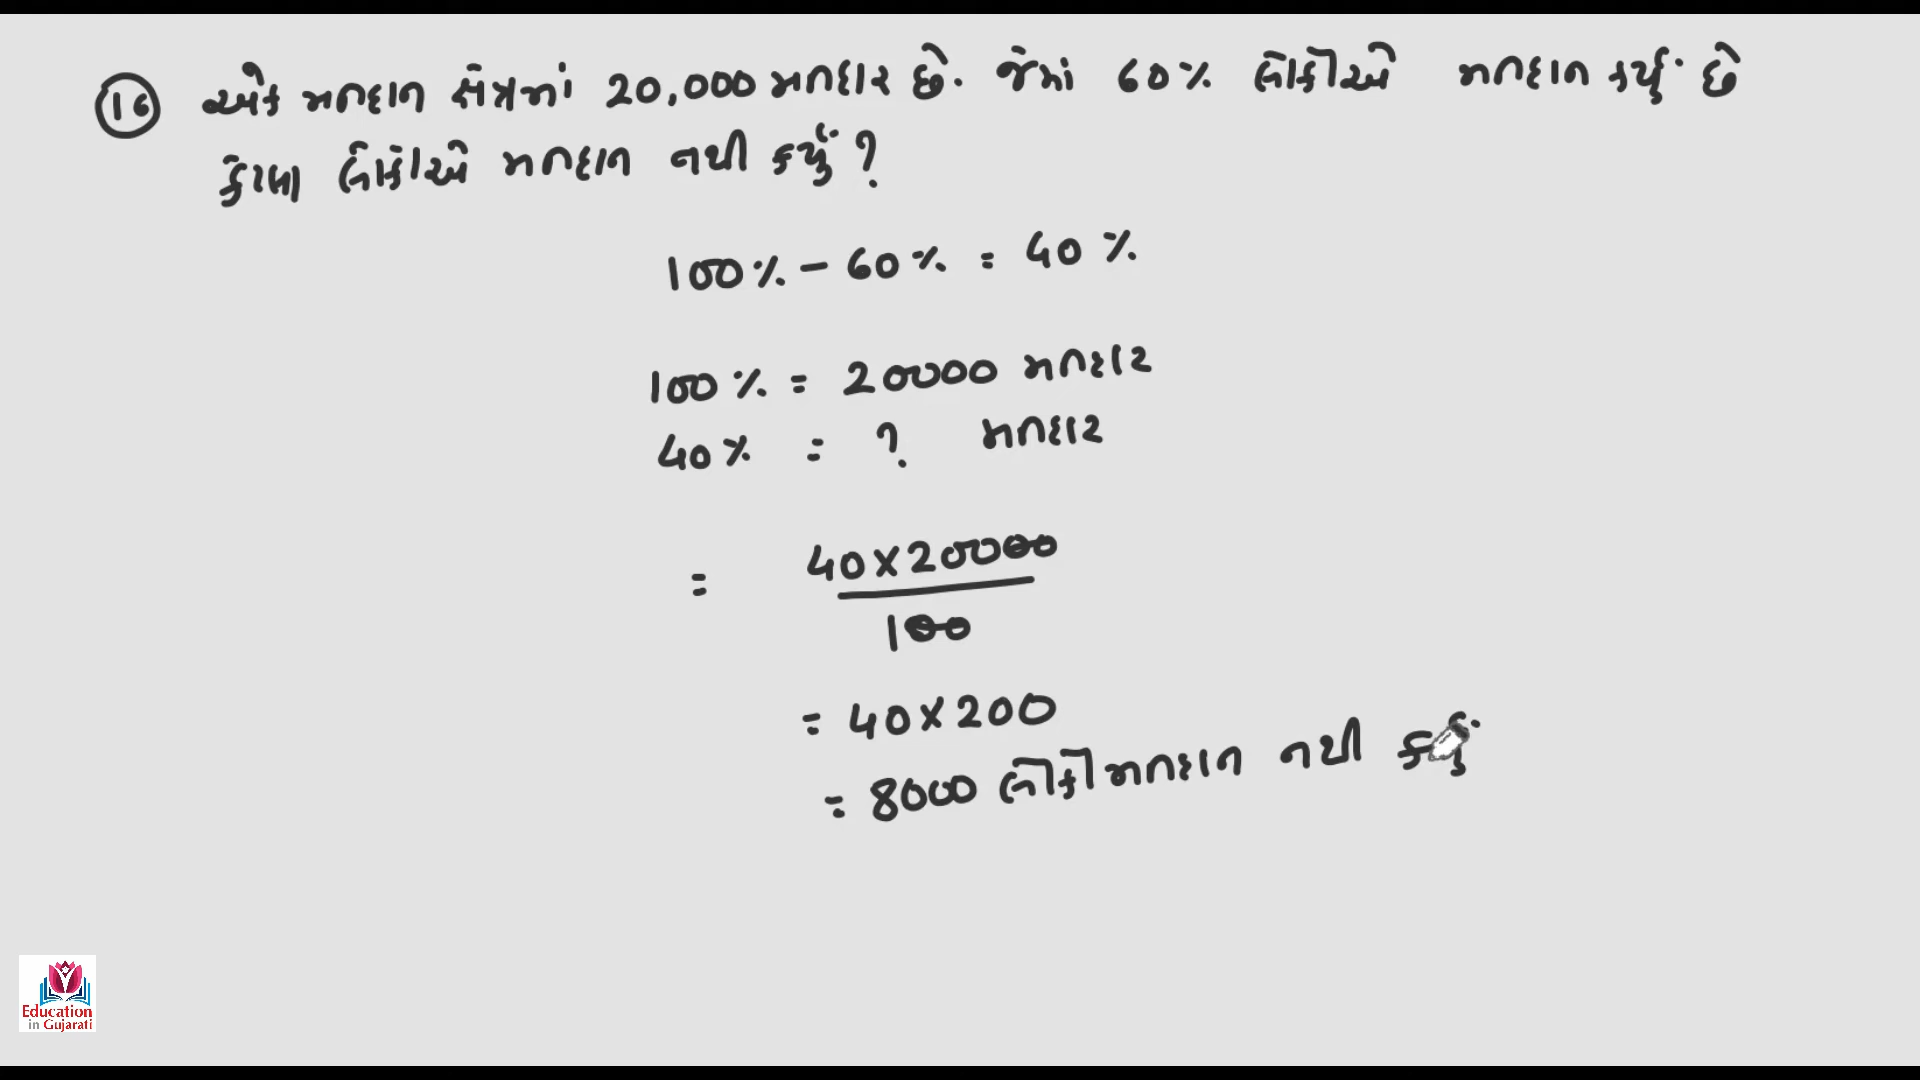 16 એક મતદાન ક્ષેત્રમાં 20,000 મતદાર છે. જેમાં 60% લોકોએ મતદાન કર્યું છે
કેટલા લોકોએ મતદાન નથી કર્યું ?
100% - 60% = 40 %
100 % = 20000 મતદાર
40% = ? મતદાર
= 40 x 20000
100
= 40 x 200
= 8000 લોકો મતદાન નથી કર્યું
Education
in Gujarati